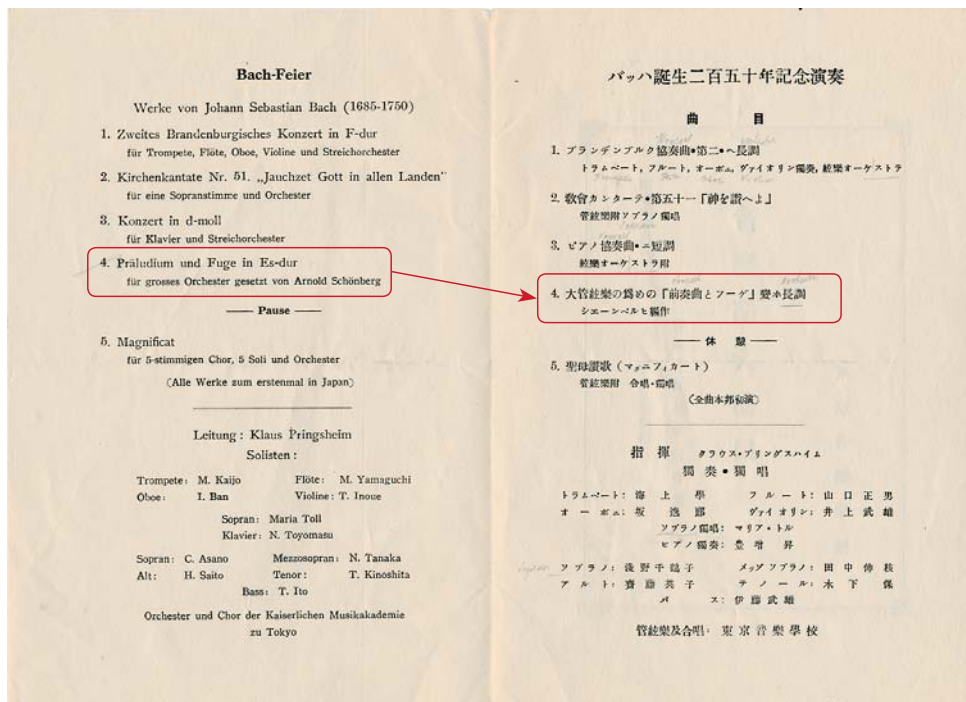 Bach-Feier
Werke von Johann Sebastian Bach (1685-1750)
1. Zweites Brandenburgisches Konzert in F-dur
für Trompete, Flöte, Oboe, Violine und Streichorchester
2. Kirchenkantate Nr. 51. „Jauchzet Gott in allen Landen"
für eine Sopranstimme und Orchester
3. Konzert in d-moll
für Klavier und Streichorchester
4. Präludium und Fuge in Es-dur
für grosses Orchester gesetzt von Arnold Schönberg
Pause
5. Magnificat
für 5-stimmigen Chor, 5 Soli und Orchester
(Alle Werke zum erstenmal in Japan)
Leitung: Klaus Pringsheim
Solisten:
Trompete: M. Kaijo Flöte: M. Yamaguchi
Oboe: I. Ban Violine: T. Inoue
Sopran: Maria Toll
Klavier: N. Toyomasu
Sopran: C. Asano Mezzosopran: N. Tanaka
Alt: H. Saito Tenor: T. Kinoshita
Bass: T. Ito
Orchester und Chor der Kaiserlichen Musikakademie
zu Tokyo
バッハ誕生二百五十年記念演奏
曲目
1. ブランデンブルク協奏曲•第二•ヘ長調
トラムペート, フルート, オーボエ, ヴァイオリン獨奏, 絃樂オーケストラ
2. 敎會カンターテ•第五十一「神を讃へよ」
管絃樂附ソプラノ獨唱
3. ピアノ協奏曲•ニ短調
絃樂オーケストラ附
4. 大管絃樂の爲めの『前奏曲とフーゲ』變ホ長調
シエーンベルヒ編作
休憩
5. 聖母讃歌(マッニフィカート)
管絃樂附 合唱•獨唱
(全曲本邦初演)
指揮 クラウス•プリングスハイム
獨奏•獨唱
トラムペート: 海上 學 フルート: 山口正男
オーボエ: 坂 逸郎 ヴァイオリン: 井上武雄
ソプラノ獨唱: マリア•トル
ピアノ獨奏: 豊増 昇
ソプラノ: 淺野千鶴子 メッゾソプラノ: 田中伸枝
アルト: 齋藤英子 テノール: 木下 保
バス: 伊藤武雄
管絃樂及合唱: 東京音樂學校